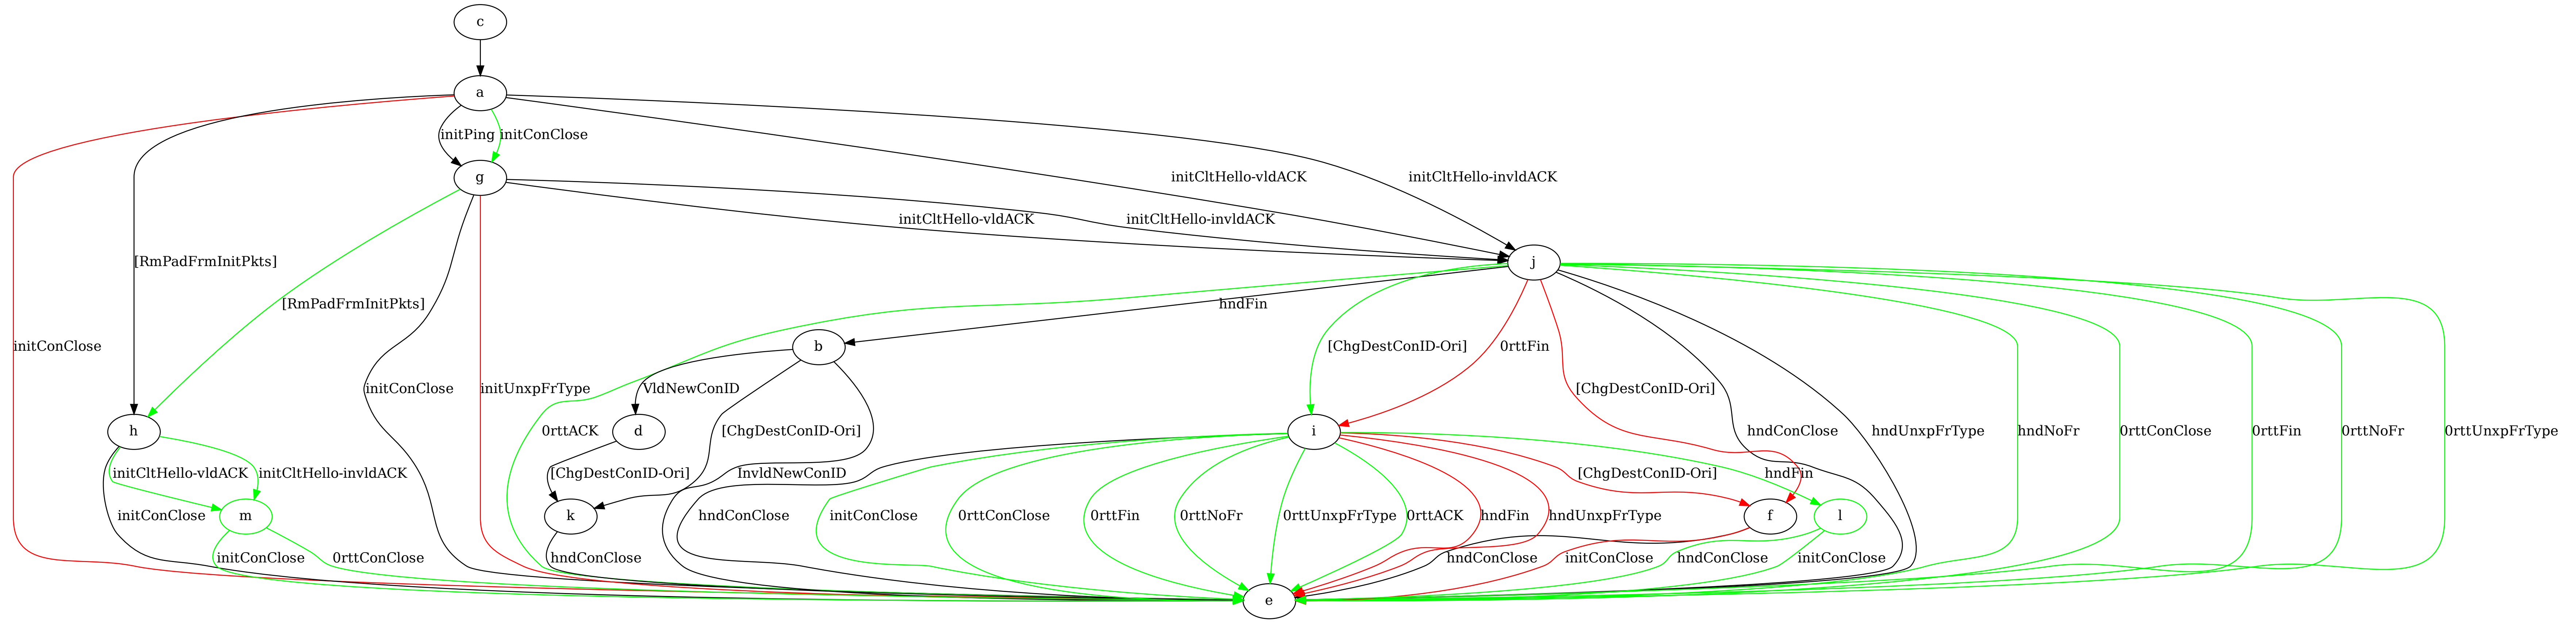 c
a
initPing
initConClose
g
initCltHello-vldACK
initCltHello-invldACK
initCltHello-vldACK
initCltHello-invldACK
[RmPadFrmInitPkts]
j
[RmPadFrmInitPkts]
hndFin
initConClose
b
[ChgDestConID-Ori]
0rttFin
initConClose
initUnxpFrType
VldNewConID
[ChgDestConID-Ori]
h
0rttACK
d
[ChgDestConID-Ori]
i
hndConClose
hndUnxpFrType
hndNoFr
0rttConClose
0rttFin
0rttNoFr
0rttUnxpFrType
initCltHello-vldACK
initCltHello-invldACK
[ChgDestConID-Ori]
InvldNewConID
[ChgDestConID-Ori]
hndFin
initConClose
m
k
hndConClose
initConClose
0rttConClose
0rttFin
0rttNoFr
0rttUnxpFrType
0rttACK
hndFin
hndUnxpFrType
f
l
initConClose
0rttConClose
hndConClose
hndConClose
initConClose
hndConClose
initConClose
e